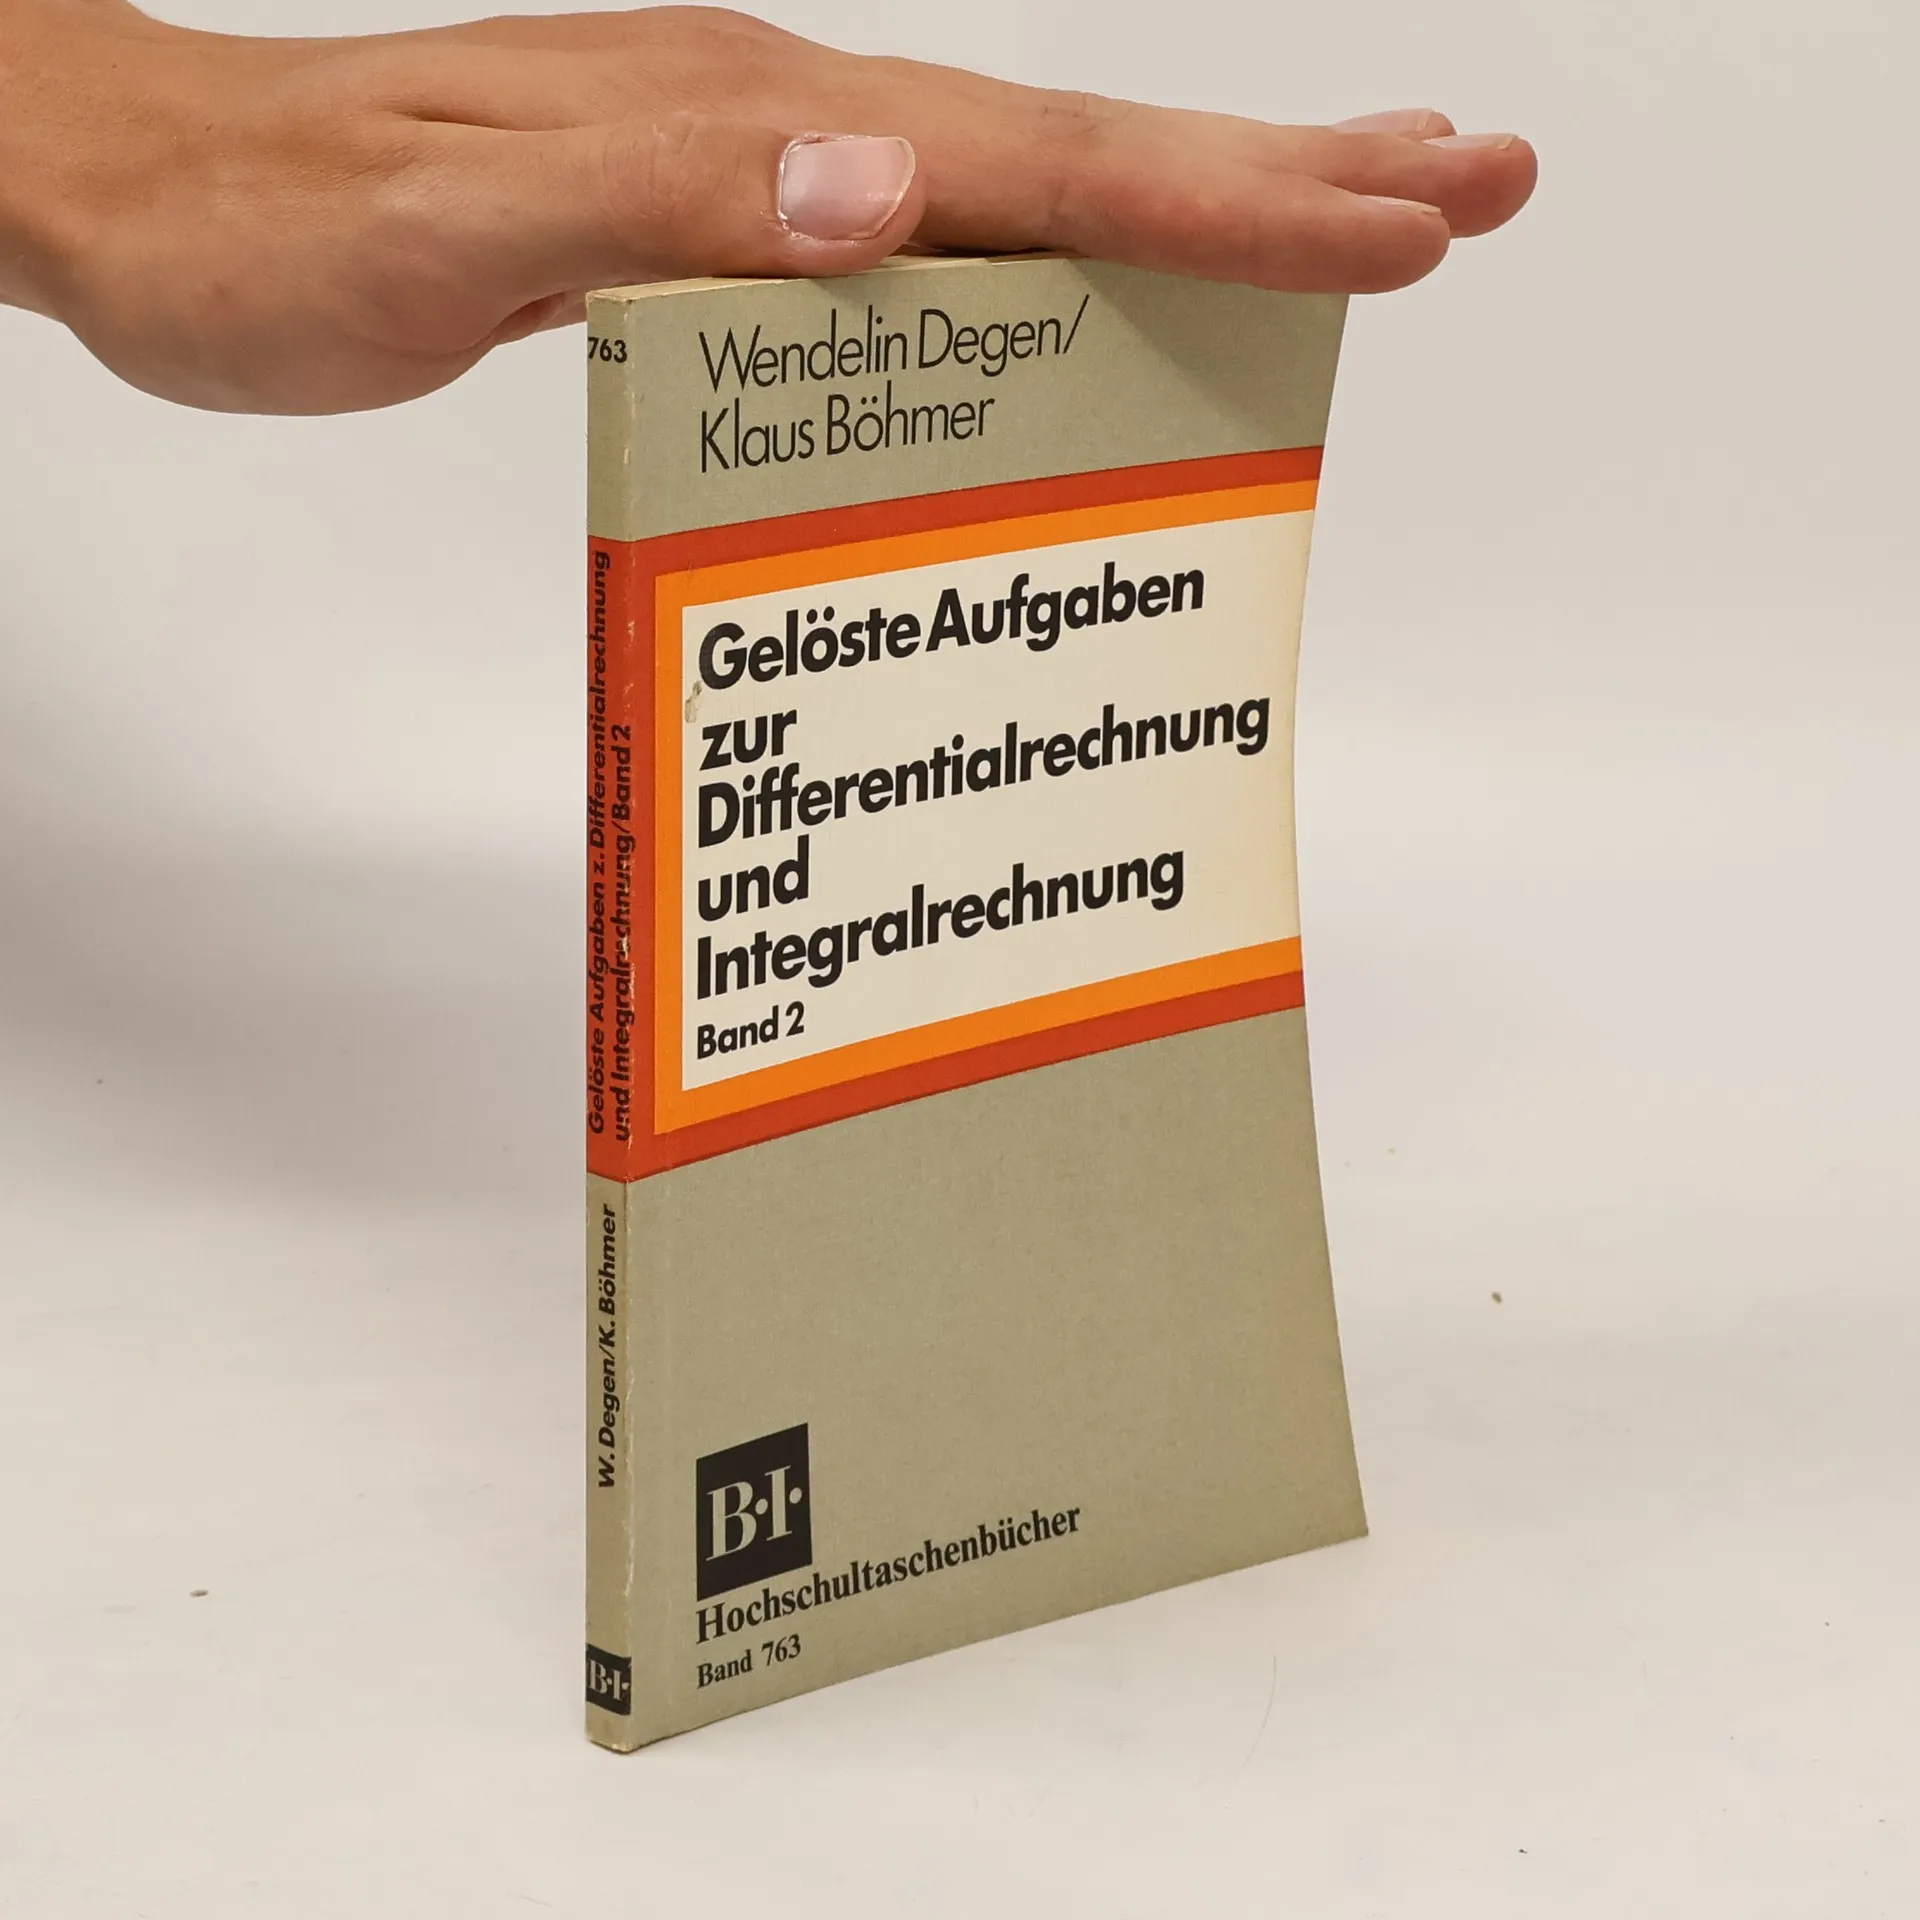 763
Gelöste Aufgaben z. Differentialrechnung
und Integralrechnung/Band 2
W. Degen/K. Böhmer
B·I·
Wendelin Degen/
Klaus Böhmer
Gelöste Aufgaben
zur
Differentialrechnung
und
Integralrechnung
Band 2
B·I·
Hochschultaschenbücher
Band 763